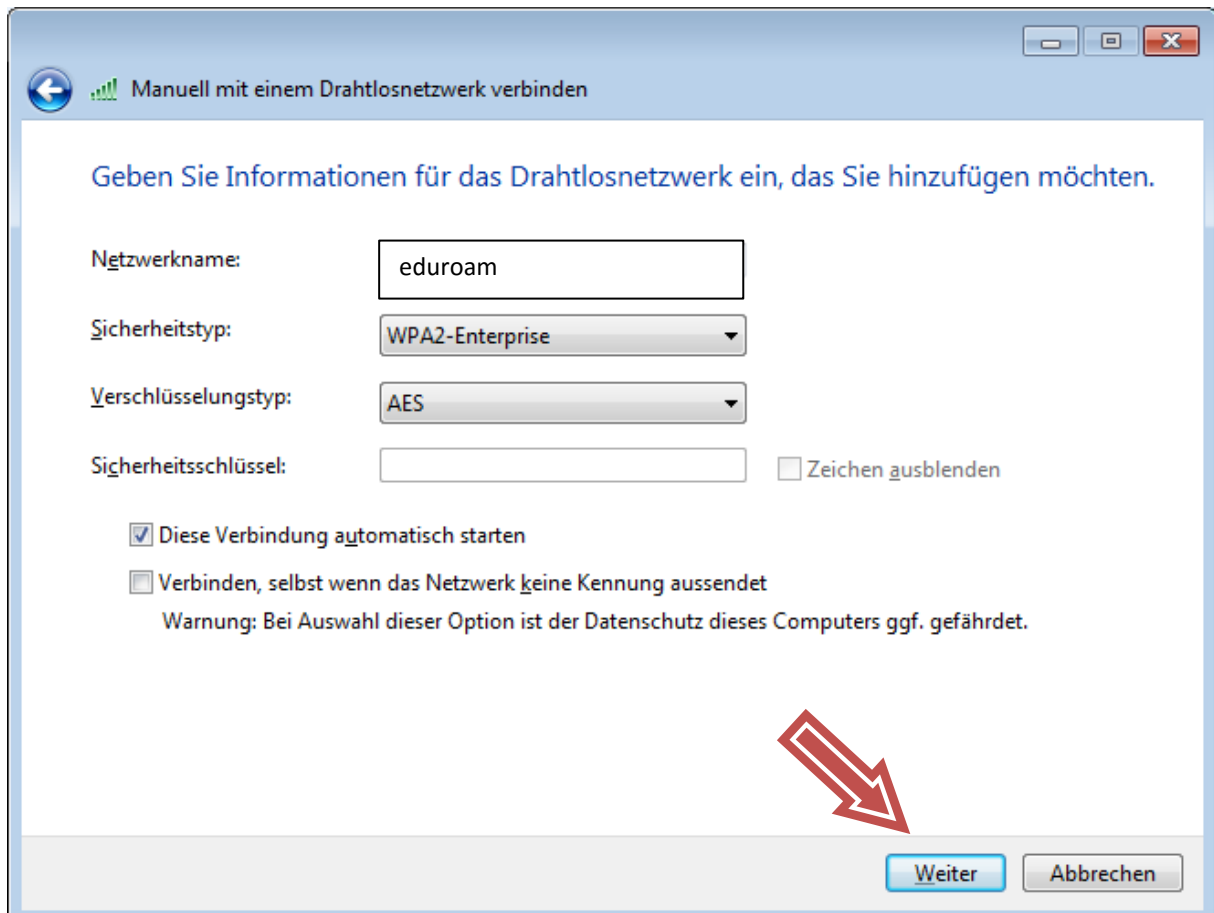 Manuell mit einem Drahtlosnetzwerk verbinden
Geben Sie Informationen für das Drahtlosnetzwerk ein, das Sie hinzufügen möchten.
Netzwerkname: eduroam
Sicherheitstyp: WPA2-Enterprise
Verschlüsselungstyp: AES
Sicherheitsschlüssel: Zeichen ausblenden
Diese Verbindung automatisch starten
Verbinden, selbst wenn das Netzwerk keine Kennung aussendet
Warnung: Bei Auswahl dieser Option ist der Datenschutz dieses Computers ggf. gefährdet.
Weiter Abbrechen